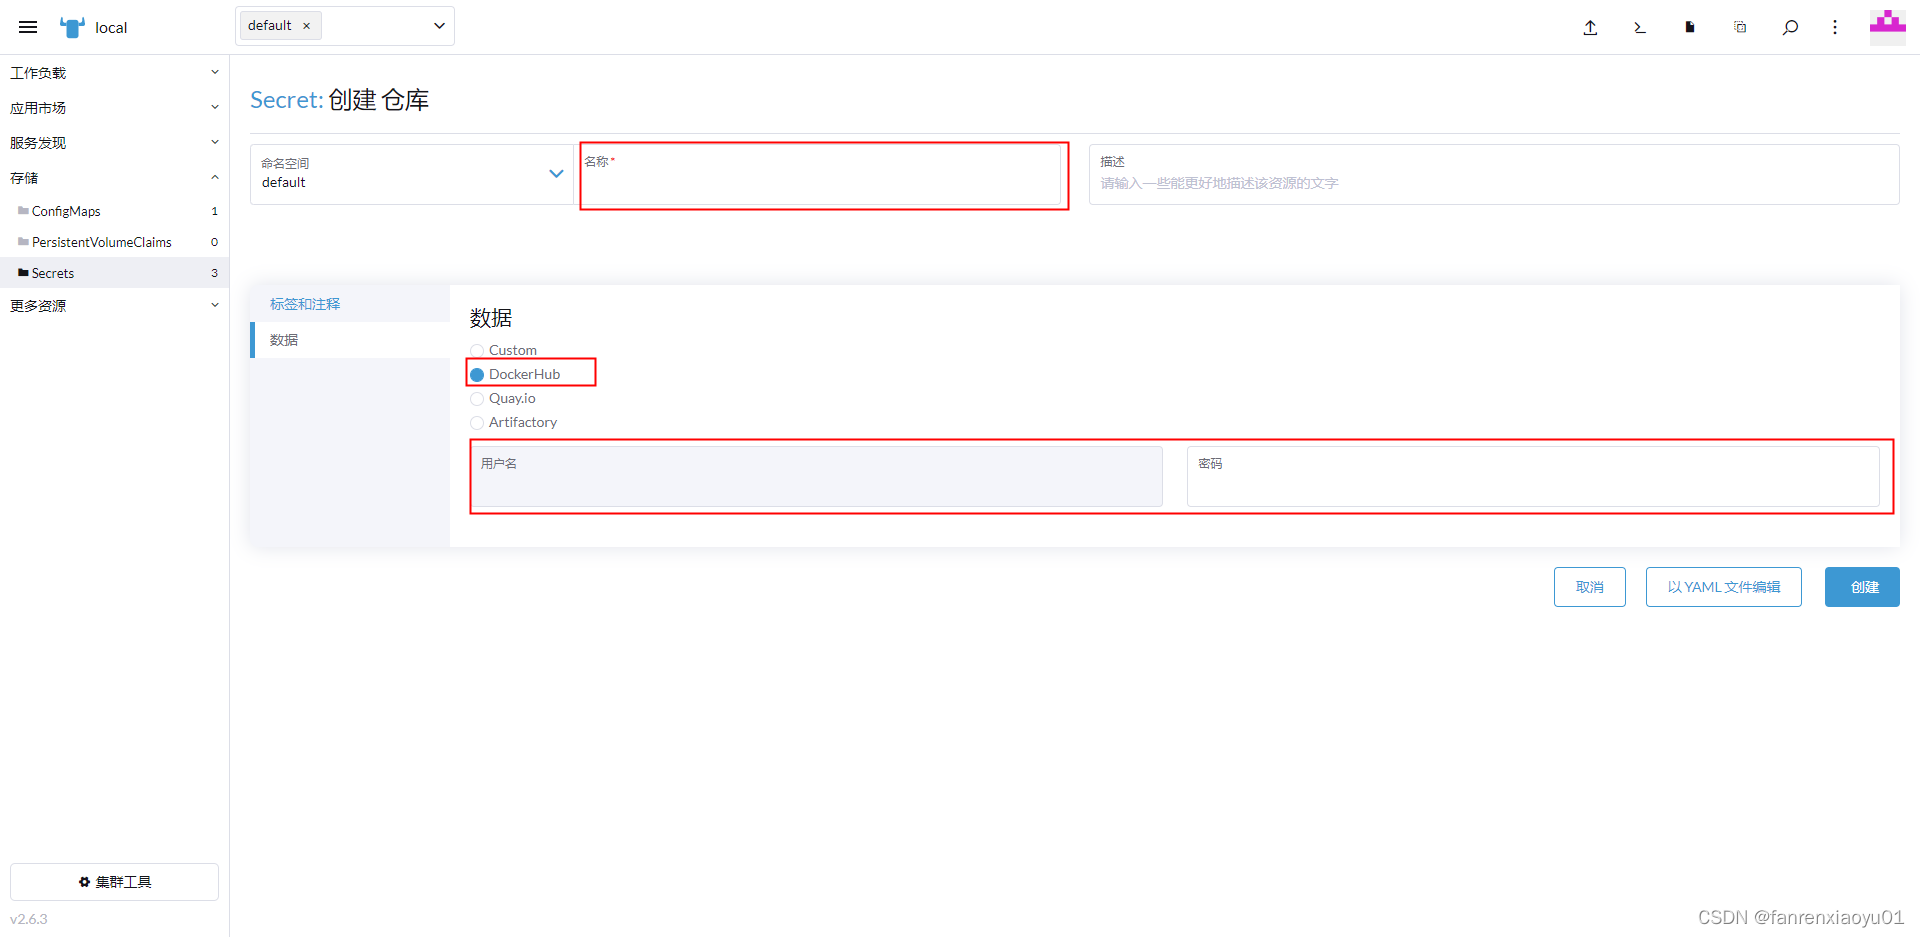 local
default ×
工作负载
应用市场
服务发现
存储
ConfigMaps 1
PersistentVolumeClaims 0
Secrets 3
更多资源
集群工具
v2.6.3
Secret: 创建 仓库
命名空间
default
名称*
描述
请输入一些能更好地描述该资源的文字
标签和注释
数据
数据
Custom
DockerHub
Quay.io
Artifactory
用户名
密码
取消
以 YAML 文件编辑
创建
CSDN @fanrenxiaoyu01